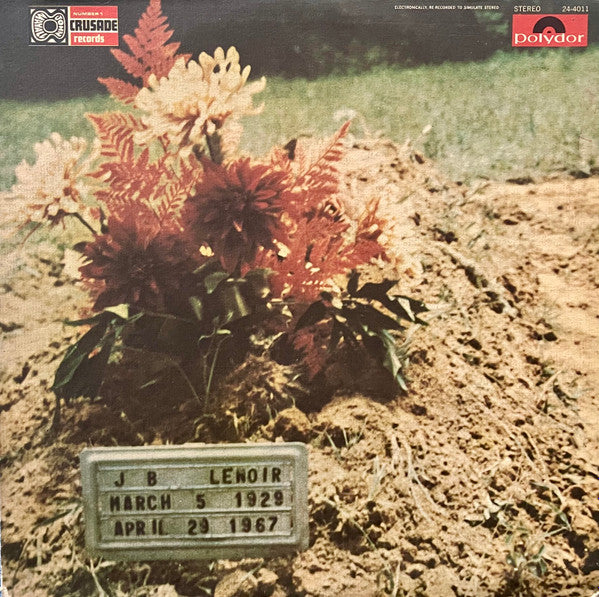 NUMBER 1
CRUSADE
records
ELECTRONICALLY, RE-RECORDED TO SIMULATE STEREO
STEREO 24-4011
polydor
J B LENOIR
MARCH 5 1929
APRIL 29 1967